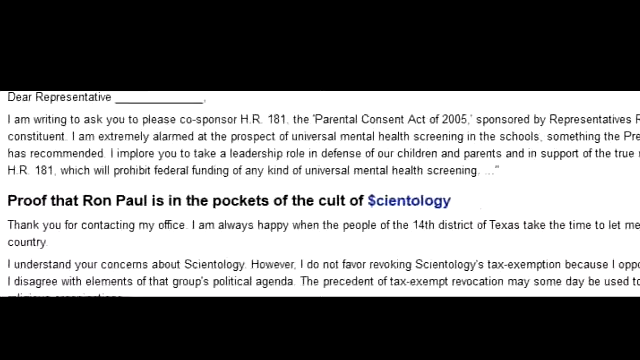 Dear Representative ______________,
I am writing to ask you to please co-sponsor H.R. 181, the 'Parental Consent Act of 2005,' sponsored by Representatives R
constituent. I am extremely alarmed at the prospect of universal mental health screening in the schools, something the Pre
has recommended. I implore you to take a leadership role in defense of our children and parents and in support of the true
H.R. 181, which will prohibit federal funding of any kind of universal mental health screening. ..."
Proof that Ron Paul is in the pockets of the cult of $cientology
Thank you for contacting my office. I am always happy when the people of the 14th district of Texas take the time to let me
country.
I understand your concerns about Scientology. However, I do not favor revoking Scientology's tax-exemption because I oppo
I disagree with elements of that group's political agenda. The precedent of tax-exempt revocation may some day be used to